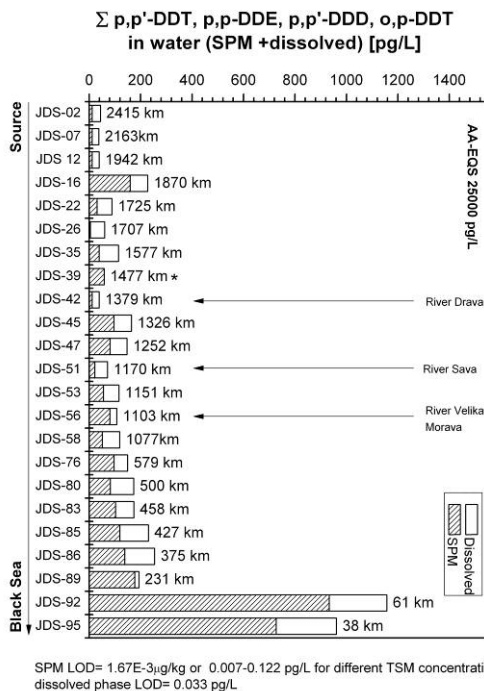 Σ p,p'-DDT, p,p-DDE, p,p'-DDD, o,p-DDT
in water (SPM +dissolved) [pg/L]
0 200 400 600 800 1000 1200 1400
Source
JDS-02 2415 km
JDS-07 2163km
JDS 12 1942 km
JDS-16 1870 km
JDS-22 1725 km
JDS-26 1707 km
JDS-35 1577 km
JDS-39 1477 km *
JDS-42 1379 km River Drava
JDS-45 1326 km
JDS-47 1252 km
JDS-51 1170 km River Sava
JDS-53 1151 km
JDS-56 1103 km River Velika
Morava
JDS-58 1077km
JDS-76 579 km
JDS-80 500 km
JDS-83 458 km
JDS-85 427 km
JDS-86 375 km
JDS-89 231 km
JDS-92 61 km
JDS-95 38 km
Black Sea
AA-EQS 25000 pg/L
Dissolved
SPM
SPM LOD= 1.67E-3µg/kg or 0.007-0.122 pg/L for different TSM concentrati
dissolved phase LOD= 0.033 pg/L